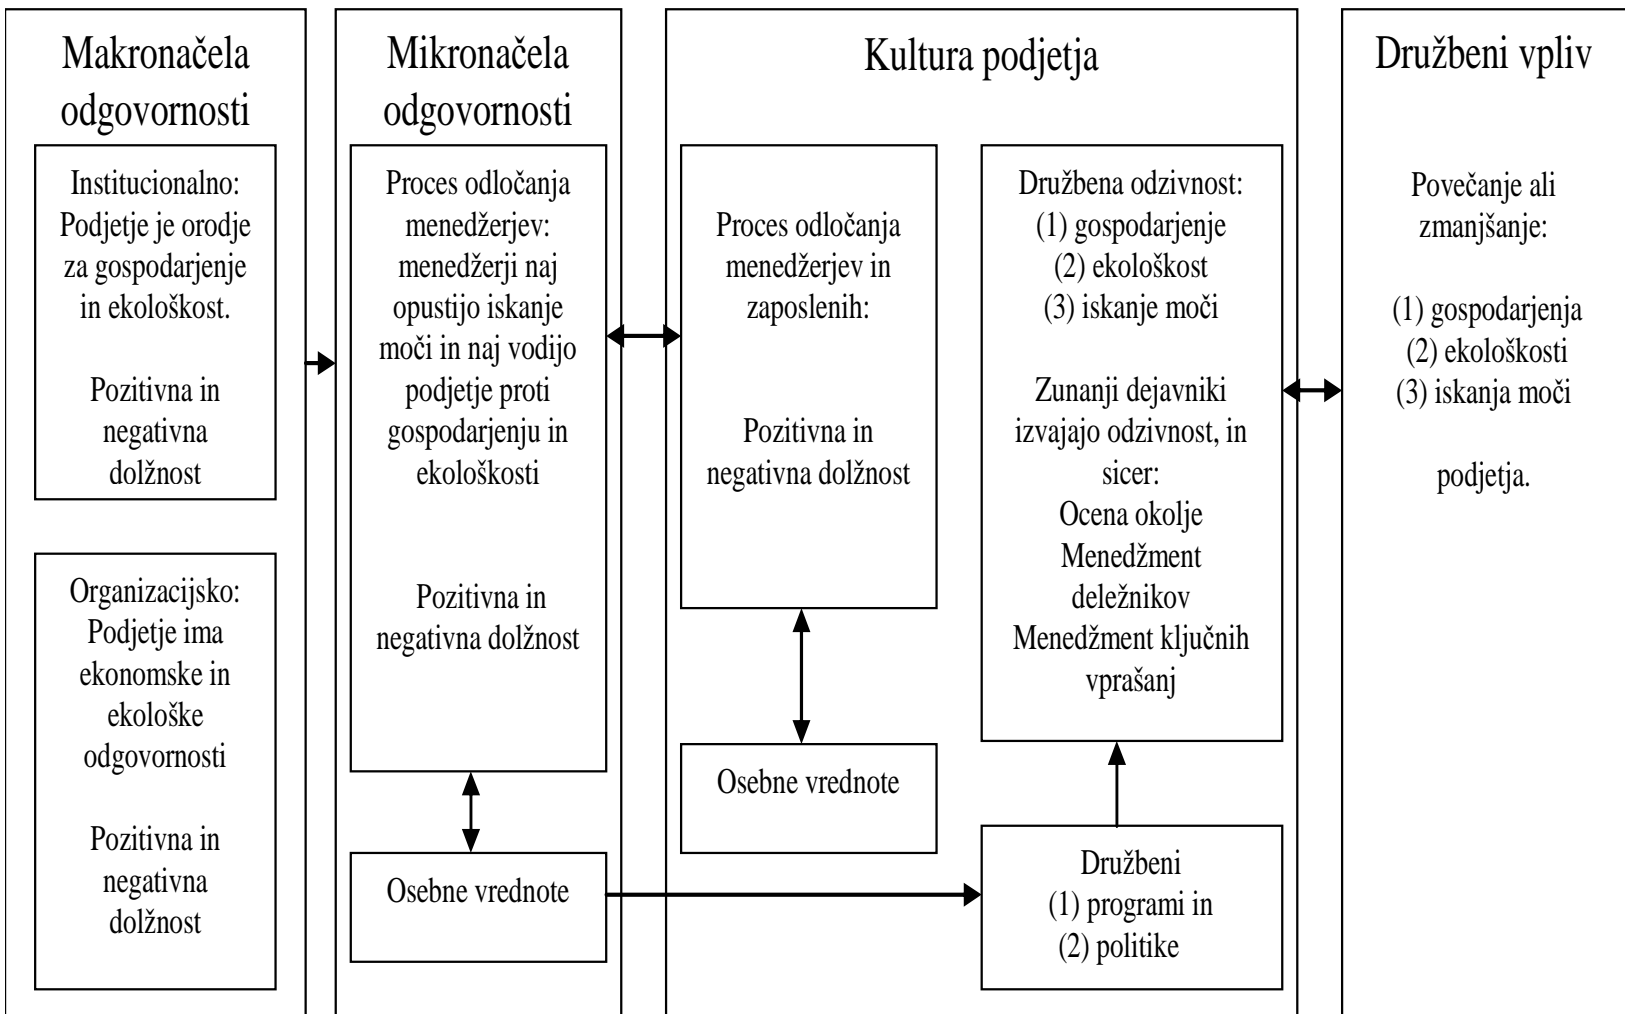 Makronačela
odgovornosti
Institucionalno:
Podjetje je orodje
za gospodarjenje
in ekološkost.
Pozitivna in
negativna
dolžnost
Organizacijsko:
Podjetje ima
ekonomske in
ekološke
odgovornosti
Pozitivna in
negativna
dolžnost
Mikronačela
odgovornosti
Proces odločanja
menedžerjev:
menedžerji naj
opustijo iskanje
moči in naj vodijo
podjetje proti
gospodarjenju in
ekološkosti
Pozitivna in
negativna dolžnost
Osebne vrednote
Kultura podjetja
Proces odločanja
menedžerjev in
zaposlenih:
Pozitivna in
negativna dolžnost
Osebne vrednote
Družbena odzivnost:
(1) gospodarjenje
(2) ekološkost
(3) iskanje moči
Zunanji dejavniki
izvajajo odzivnost, in
sicer:
Ocena okolje
Menedžment
deležnikov
Menedžment ključnih
vprašanj
Družbeni
(1) programi in
(2) politike
Družbeni vpliv
Povečanje ali
zmanjšanje:
(1) gospodarjenja
(2) ekološkosti
(3) iskanja moči
podjetja.